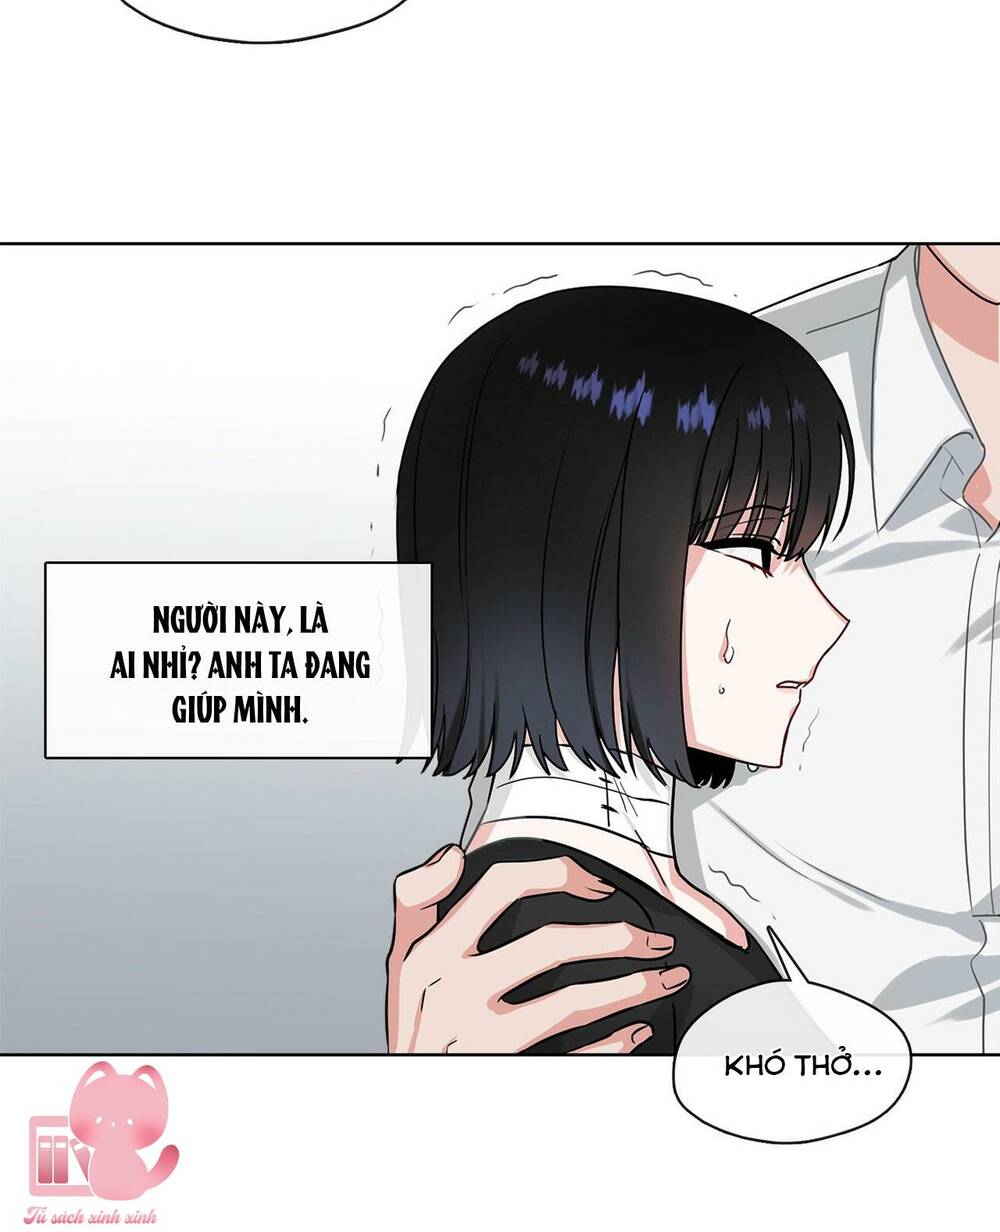 NGƯỜI NÀY, LÀ
AI NHỈ? ANH TA ĐANG
GIÚP MÌNH.
KHÓ THỞ...
Tủ sách xinh xinh